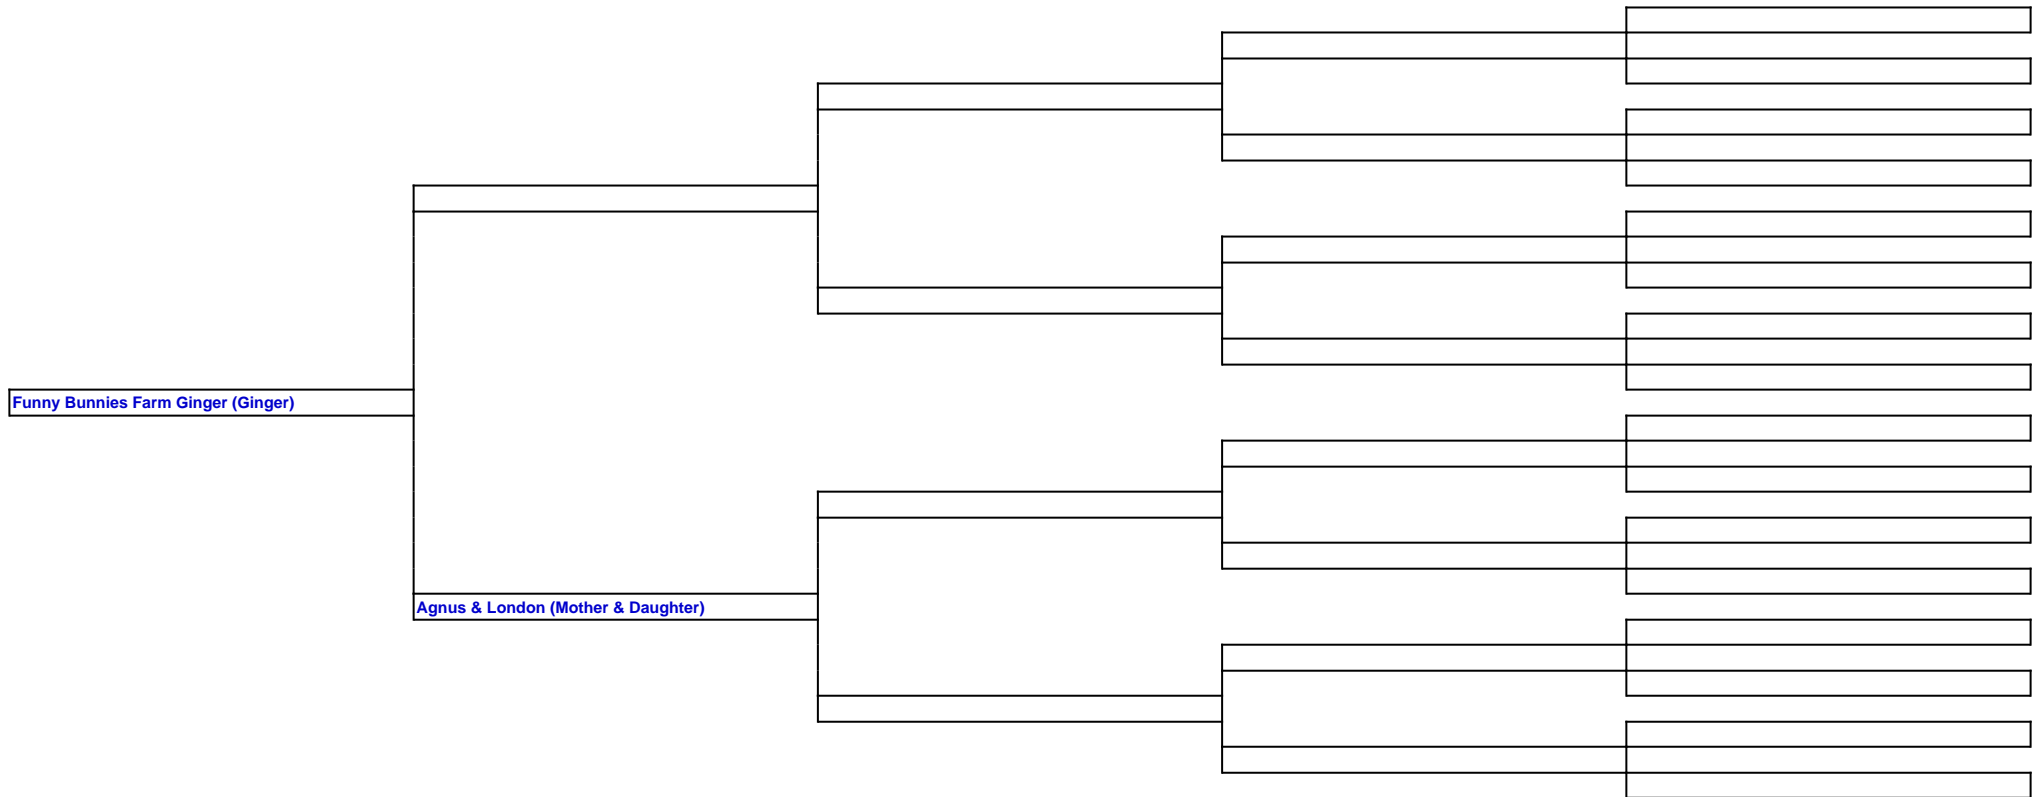 Funny Bunnies Farm Ginger (Ginger)
Agnus & London (Mother & Daughter)